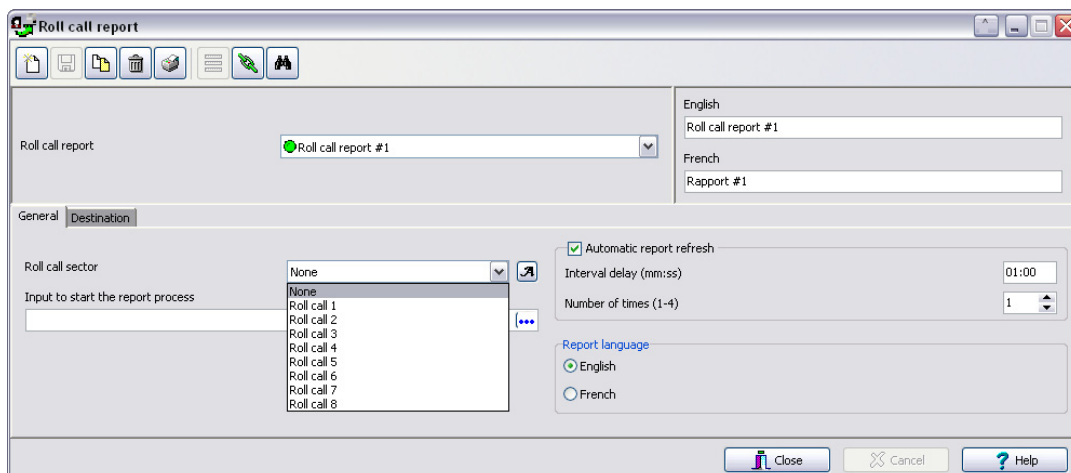 Roll call report
English
Roll call report #1
Roll call report
Roll call report #1
French
Rapport #1
General
Destination
Roll call sector
None
Input to start the report process
None
Roll call 1
Roll call 2
Roll call 3
Roll call 4
Roll call 5
Roll call 6
Roll call 7
Roll call 8
Automatic report refresh
Interval delay (mm:ss)
01:00
Number of times (1-4)
1
Report language
English
French
Close
Cancel
Help